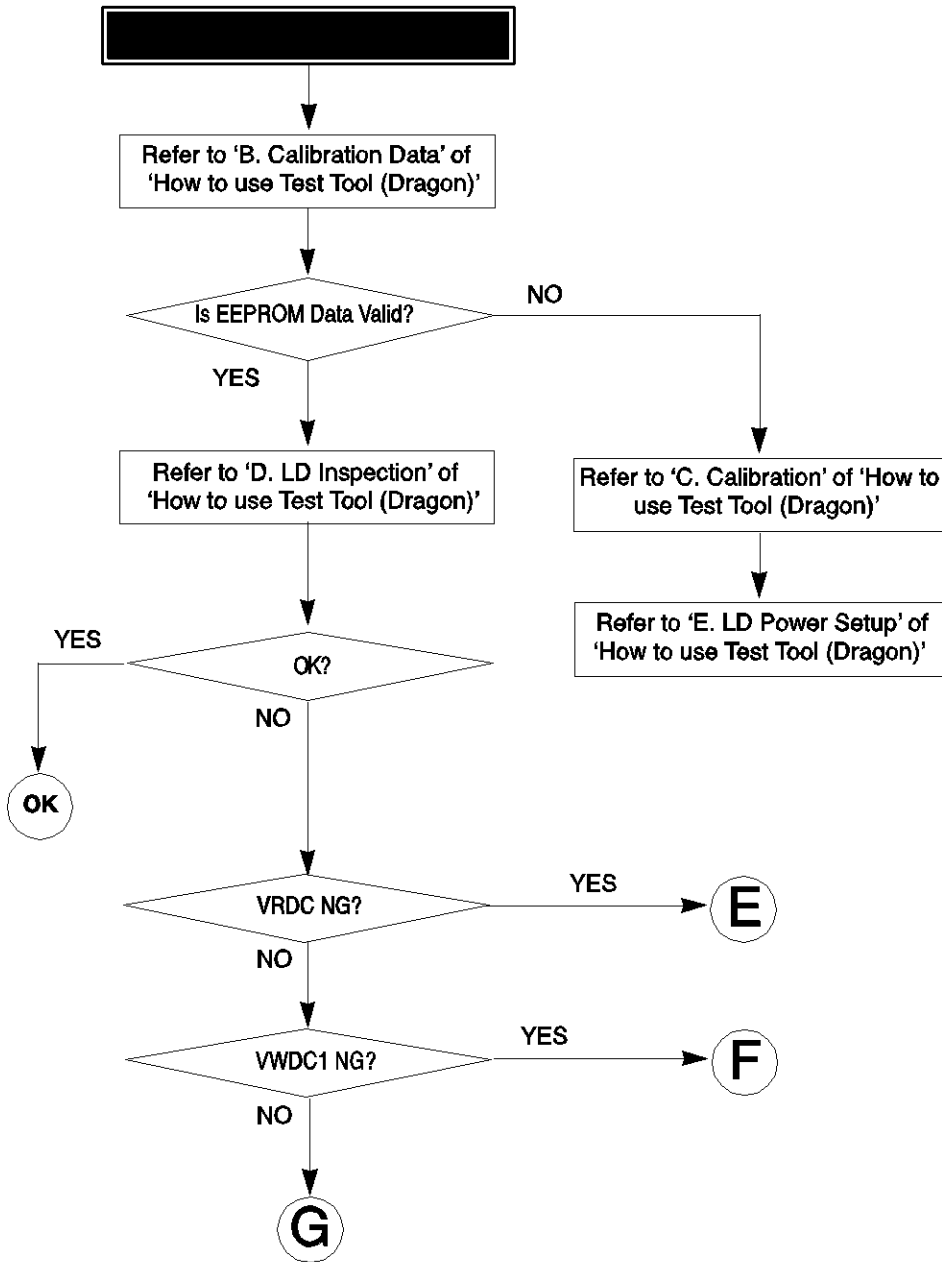 Refer to ‘B. Calibration Data’ of
‘How to use Test Tool (Dragon)’
Is EEPROM Data Valid?
NO
YES
Refer to ‘D. LD Inspection’ of
‘How to use Test Tool (Dragon)’
Refer to ‘C. Calibration’ of ‘How to
use Test Tool (Dragon)’
Refer to ‘E. LD Power Setup’ of
‘How to use Test Tool (Dragon)’
YES
OK?
NO
OK
VRDC NG?
YES
E
NO
VWDC1 NG?
YES
F
NO
G